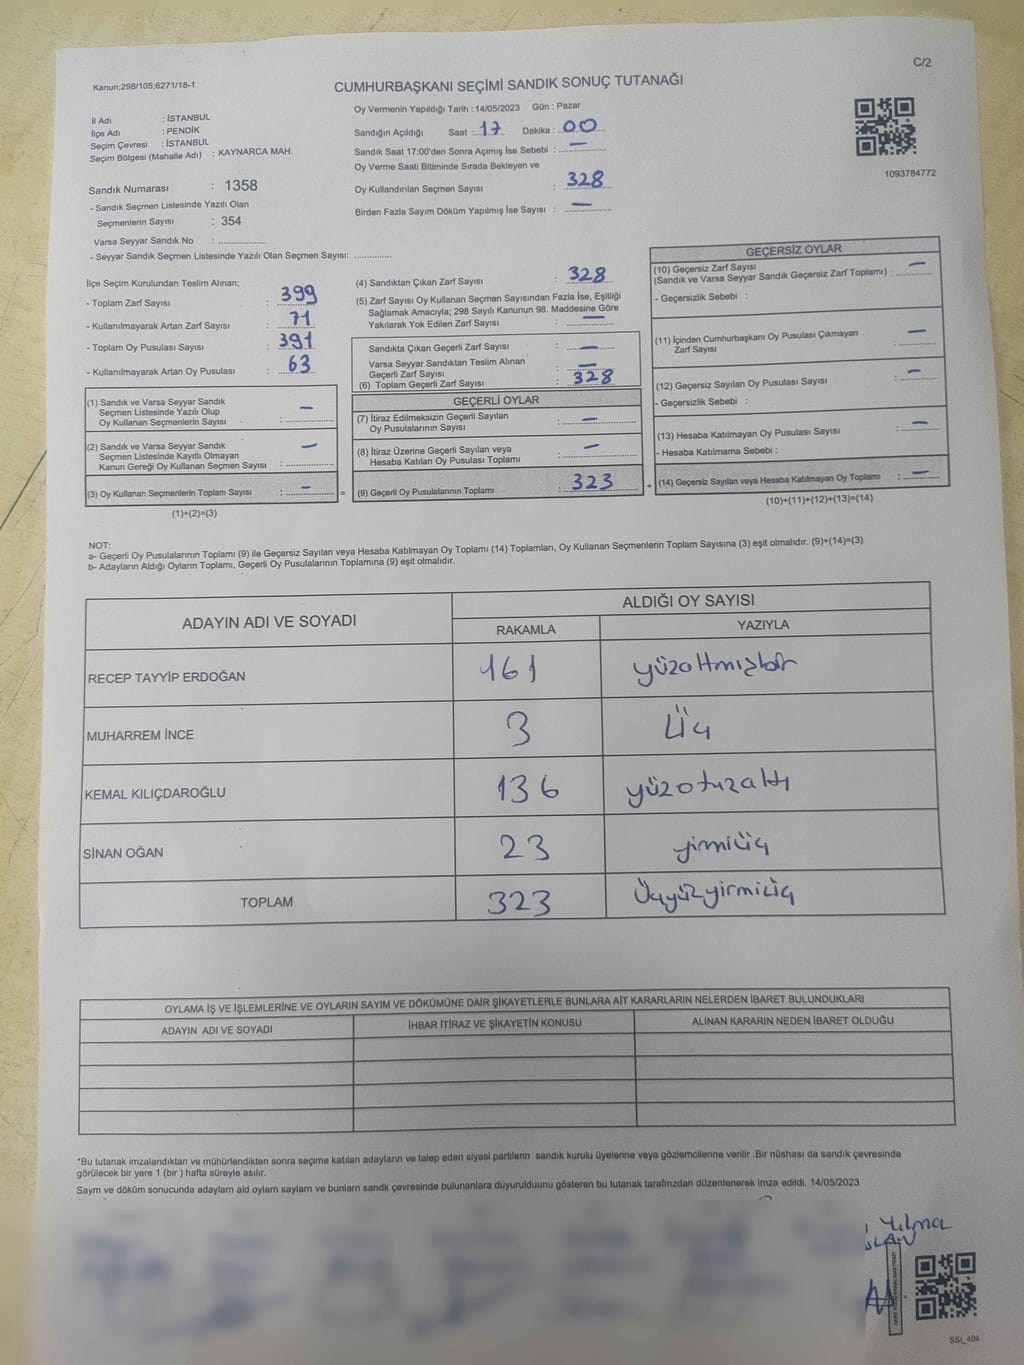 C/2
Kanun;298/105;6271/18-1
CUMHURBAŞKANI SEÇİMİ SANDIK SONUÇ TUTANAĞI
İl Adı : İSTANBUL
İlçe Adı : PENDİK
Seçim Çevresi : İSTANBUL
Seçim Bölgesi (Mahalle Adı) : KAYNARCA MAH.
Sandık Numarası : 1358
- Sandık Seçmen Listesinde Yazılı Olan
Seçmenlerin Sayısı : 354
Varsa Seyyar Sandık No : ..................
- Seyyar Sandık Seçmen Listesinde Yazılı Olan Seçmen Sayısı: ..............
Oy Vermenin Yapıldığı Tarih : 14/05/2023 Gün : Pazar
Sandığın Açıldığı Saat : 17 Dakika : 00
Sandık Saat 17:00'den Sonra Açımış İse Sebebi : —
Oy Verme Saati Bitiminde Sırada Bekleyen ve
Oy Kullandırılan Seçmen Sayısı : 328
Birden Fazla Sayım Döküm Yapılmış İse Sayısı : —
1093784772
İlçe Seçim Kurulundan Teslim Alınan;
- Toplam Zarf Sayısı : 399
- Kullanılmayarak Artan Zarf Sayısı : 71
- Toplam Oy Pusulası Sayısı : 391
- Kullanılmayarak Artan Oy Pusulası : 63
(1) Sandık ve Varsa Seyyar Sandık
Seçmen Listesinde Yazılı Olup
Oy Kullanan Seçmenlerin Sayısı : —
(2) Sandık ve Varsa Seyyar Sandık
Seçmen Listesinde Kayıtlı Olmayan
Kanun Gereği Oy Kullanan Seçmen Sayısı : —
(3) Oy Kullanan Seçmenlerin Toplam Sayısı : — =
(1)+(2)=(3)
(4) Sandıktan Çıkan Zarf Sayısı : 328
(5) Zarf Sayısı Oy Kullanan Seçmen Sayısından Fazla İse, Eşitliği
Sağlamak Amacıyla; 298 Sayılı Kanunun 98. Maddesine Göre
Yakılarak Yok Edilen Zarf Sayısı : —
Sandıkta Çıkan Geçerli Zarf Sayısı : —
Varsa Seyyar Sandıktan Teslim Alınan
Geçerli Zarf Sayısı : —
(6) Toplam Geçerli Zarf Sayısı : 328
GEÇERLİ OYLAR
(7) İtiraz Edilmeksizin Geçerli Sayılan
Oy Pusulalarının Sayısı : —
(8) İtiraz Üzerine Geçerli Sayılan veya
Hesaba Katılan Oy Pusulası Toplamı : —
(9) Geçerli Oy Pusulalarının Toplamı : 323 +
GEÇERSİZ OYLAR
(10) Geçersiz Zarf Sayısı
(Sandık ve Varsa Seyyar Sandık Geçersiz Zarf Toplamı) : —
- Geçersizlik Sebebi :
(11) İçinden Cumhurbaşkanı Oy Pusulası Çıkmayan
Zarf Sayısı : —
(12) Geçersiz Sayılan Oy Pusulası Sayısı : —
- Geçersizlik Sebebi :
(13) Hesaba Katılmayan Oy Pusulası Sayısı : —
- Hesaba Katılmama Sebebi :
(14) Geçersiz Sayılan veya Hesaba Katılmayan Oy Toplamı : —
(10)+(11)+(12)+(13)=(14)
NOT:
a- Geçerli Oy Pusulalarının Toplamı (9) ile Geçersiz Sayılan veya Hesaba Katılmayan Oy Toplamı (14) Toplamları, Oy Kullanan Seçmenlerin Toplam Sayısına (3) eşit olmalıdır. (9)+(14)=(3)
b- Adayların Aldığı Oyların Toplamı, Geçerli Oy Pusulalarının Toplamına (9) eşit olmalıdır.
ADAYIN ADI VE SOYADI ALDIĞI OY SAYISI
RAKAMLA YAZIYLA
RECEP TAYYİP ERDOĞAN 161 yüzaltmışbir
MUHARREM İNCE 3 Üç
KEMAL KILIÇDAROĞLU 136 yüzotuzaltı
SİNAN OĞAN 23 yirmiüç
TOPLAM 323 Üçyüzyirmiüç
OYLAMA İŞ VE İŞLEMLERİNE VE OYLARIN SAYIM VE DÖKÜMÜNE DAİR ŞİKAYETLERLE BUNLARA AİT KARARLARIN NELERDEN İBARET BULUNDUKLARI
ADAYIN ADI VE SOYADI İHBAR İTİRAZ VE ŞİKAYETİN KONUSU ALINAN KARARIN NEDEN İBARET OLDUĞU
*Bu tutanak imzalandıktan ve mühürlendikten sonra seçime katılan adayların ve talep eden siyasi partilerin sandık kurulu üyelerine veya gözlemcilerine verilir .Bir nüshası da sandık çevresinde
görülecek bir yere 1 (bir ) hafta süreyle asılır.
Sayım ve döküm sonucunda adayların ald oyların sayların ve bunların sandk çevresinde bulunanlara duyurulduunu gösteren bu tutanak tarafmzdan düzenlenerek imza edildi. 14/05/2023
Yılma
SLAN
SSİ_404